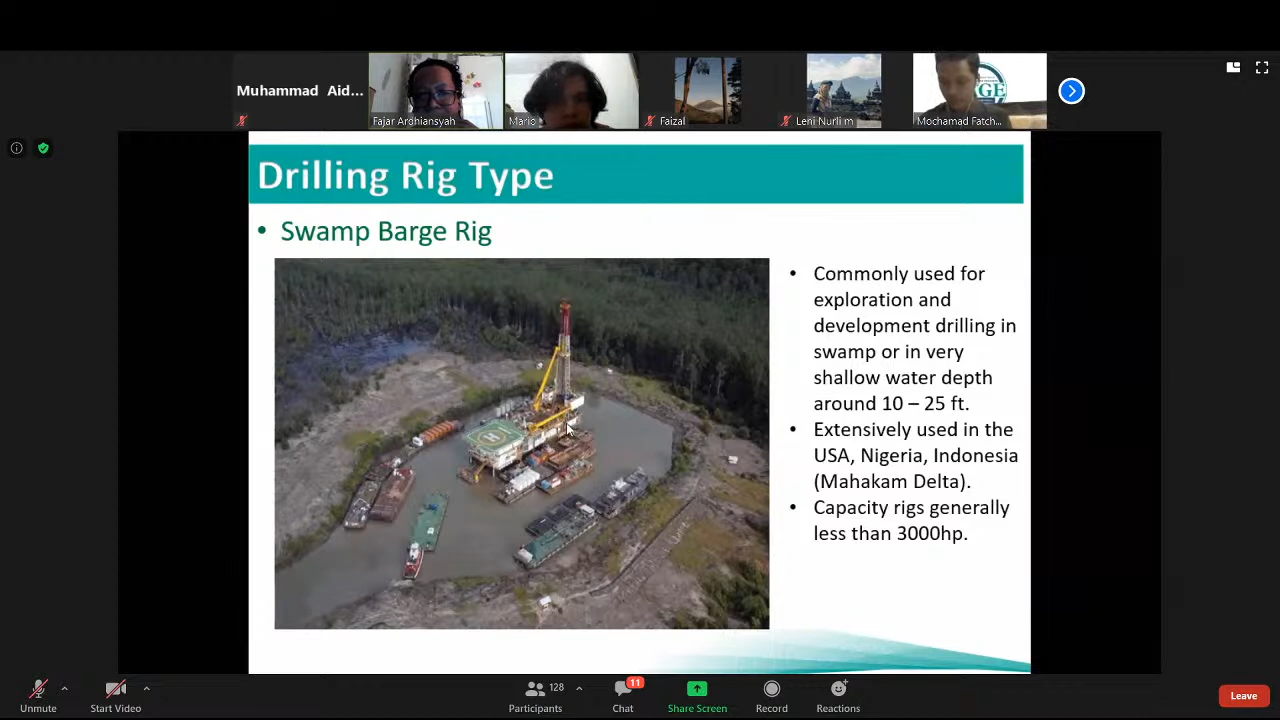 Muhammad Aid...
Fajar Ardhiansyah
Mario
Faizal
Leni Nurli m
Mochamad Fatch...
GE
Drilling Rig Type
• Swamp Barge Rig
• Commonly used for
exploration and
development drilling in
swamp or in very
shallow water depth
around 10 – 25 ft.
• Extensively used in the
USA, Nigeria, Indonesia
(Mahakam Delta).
• Capacity rigs generally
less than 3000hp.
H
Unmute
Start Video
128
Participants
11
Chat
Share Screen
Record
Reactions
Leave